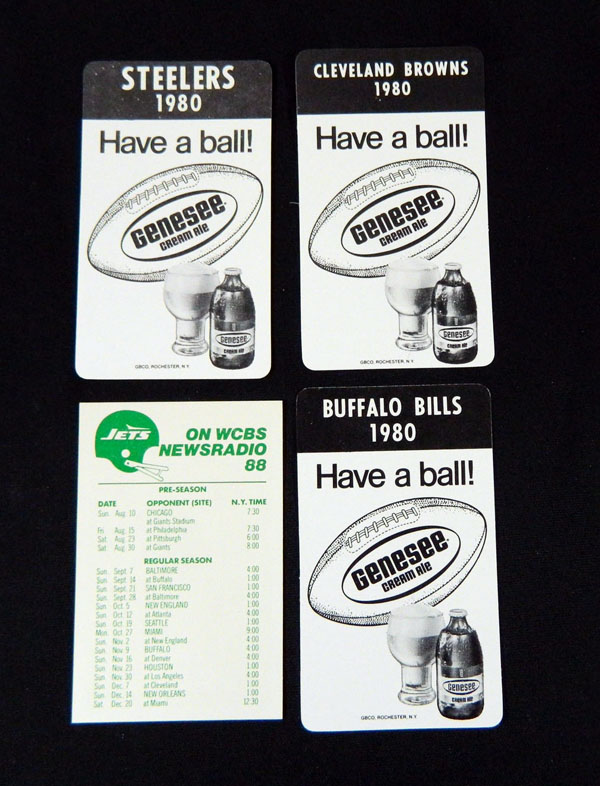 STEELERS
1980
Have a ball!
GENESEE
CREAM ALE
GENESEE
CREAM ALE
GBCO, ROCHESTER, N.Y.
CLEVELAND BROWNS
1980
Have a ball!
GENESEE
CREAM ALE
GENESEE
CREAM ALE
GBCO, ROCHESTER, N.Y.
JETS
ON WCBS
NEWSRADIO
88
PRE-SEASON
DATE OPPONENT (SITE) N.Y. TIME
Sun. Aug 10 CHICAGO 7:30
at Giants Stadium
Fri. Aug 15 at Philadelphia 7:30
Sat. Aug 23 at Pittsburgh 6:00
Sat. Aug 30 at Giants 8:00
REGULAR SEASON
Sun. Sept. 7 BALTIMORE 4:00
Sun. Sept. 14 at Buffalo 1:00
Sun. Sept. 21 SAN FRANCISCO 1:00
Sun. Sept. 28 at Baltimore 4:00
Sun. Oct. 5 NEW ENGLAND 1:00
Sun. Oct. 12 at Atlanta 4:00
Sun. Oct. 19 SEATTLE 1:00
Mon. Oct. 27 MIAMI 9:00
Sun. Nov. 2 at New England 4:00
Sun. Nov. 9 BUFFALO 4:00
Sun. Nov. 16 at Denver 4:00
Sun. Nov. 23 HOUSTON 1:00
Sun. Nov. 30 at Los Angeles 4:00
Sun. Dec. 7 at Cleveland 1:00
Sun. Dec. 14 NEW ORLEANS 1:00
Sat. Dec. 20 at Miami 12:30
BUFFALO BILLS
1980
Have a ball!
GENESEE
CREAM ALE
GENESEE
CREAM ALE
GBCO, ROCHESTER, N.Y.